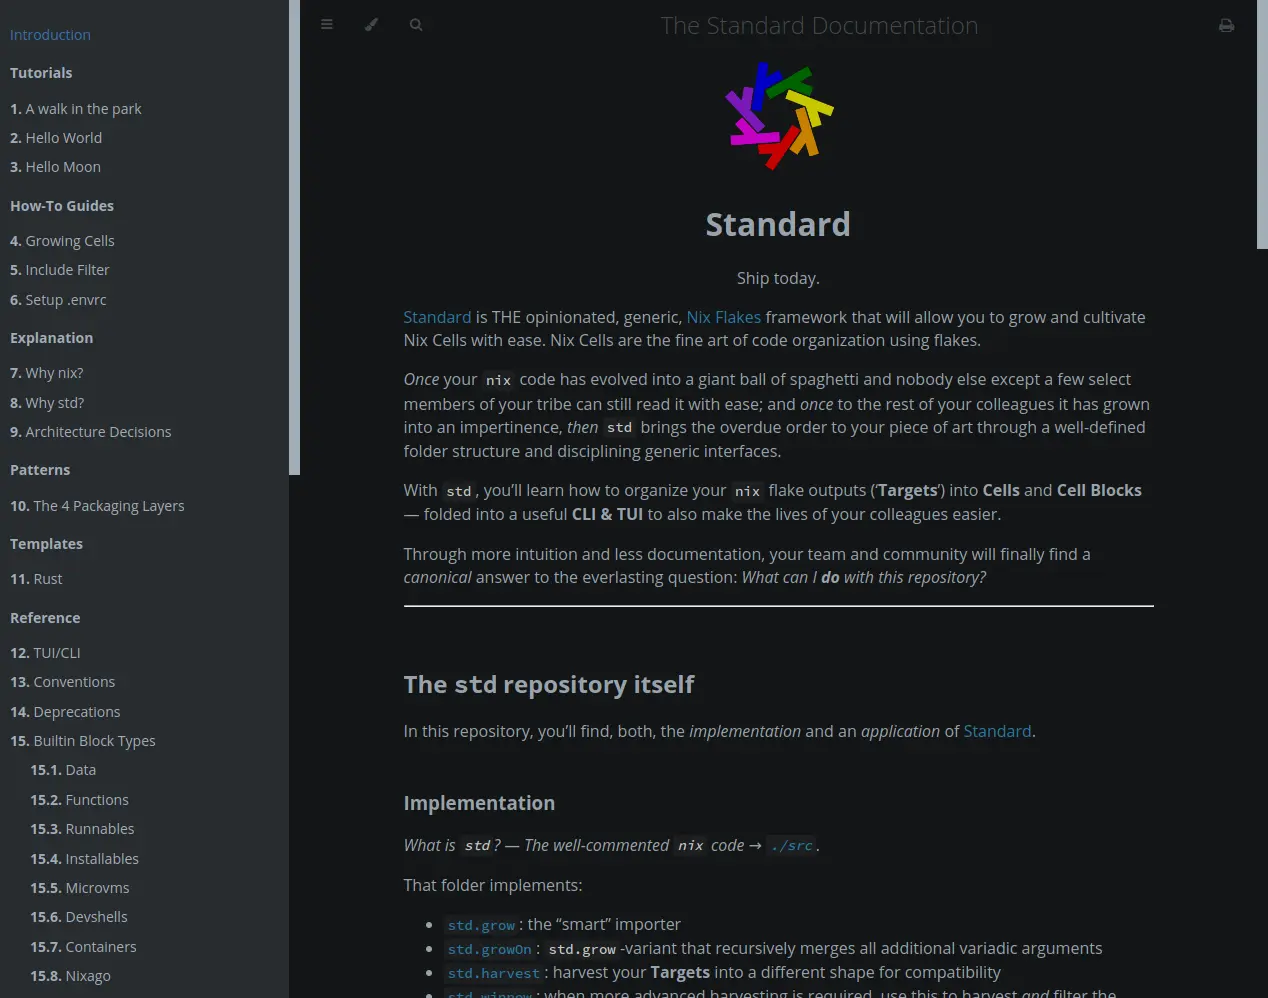 Introduction
Tutorials
1. A walk in the park
2. Hello World
3. Hello Moon
How-To Guides
4. Growing Cells
5. Include Filter
6. Setup .envrc
Explanation
7. Why nix?
8. Why std?
9. Architecture Decisions
Patterns
10. The 4 Packaging Layers
Templates
11. Rust
Reference
12. TUI/CLI
13. Conventions
14. Deprecations
15. Builtin Block Types
15.1. Data
15.2. Functions
15.3. Runnables
15.4. Installables
15.5. Microvms
15.6. Devshells
15.7. Containers
15.8. Nixago
The Standard Documentation
Standard
Ship today.
Standard is THE opinionated, generic, Nix Flakes framework that will allow you to grow and cultivate
Nix Cells with ease. Nix Cells are the fine art of code organization using flakes.
Once your nix code has evolved into a giant ball of spaghetti and nobody else except a few select
members of your tribe can still read it with ease; and once to the rest of your colleagues it has grown
into an impertinence, then std brings the overdue order to your piece of art through a well-defined
folder structure and disciplining generic interfaces.
With std, you’ll learn how to organize your nix flake outputs (‘Targets’) into Cells and Cell Blocks
— folded into a useful CLI & TUI to also make the lives of your colleagues easier.
Through more intuition and less documentation, your team and community will finally find a
canonical answer to the everlasting question: What can I do with this repository?
The std repository itself
In this repository, you’ll find, both, the implementation and an application of Standard.
Implementation
What is std? — The well-commented nix code → ./src.
That folder implements:
• std.grow: the “smart” importer
• std.growOn: std.grow-variant that recursively merges all additional variadic arguments
• std.harvest: harvest your Targets into a different shape for compatibility
• std.winnow: when more advanced harvesting is required, use this to harvest and filter the